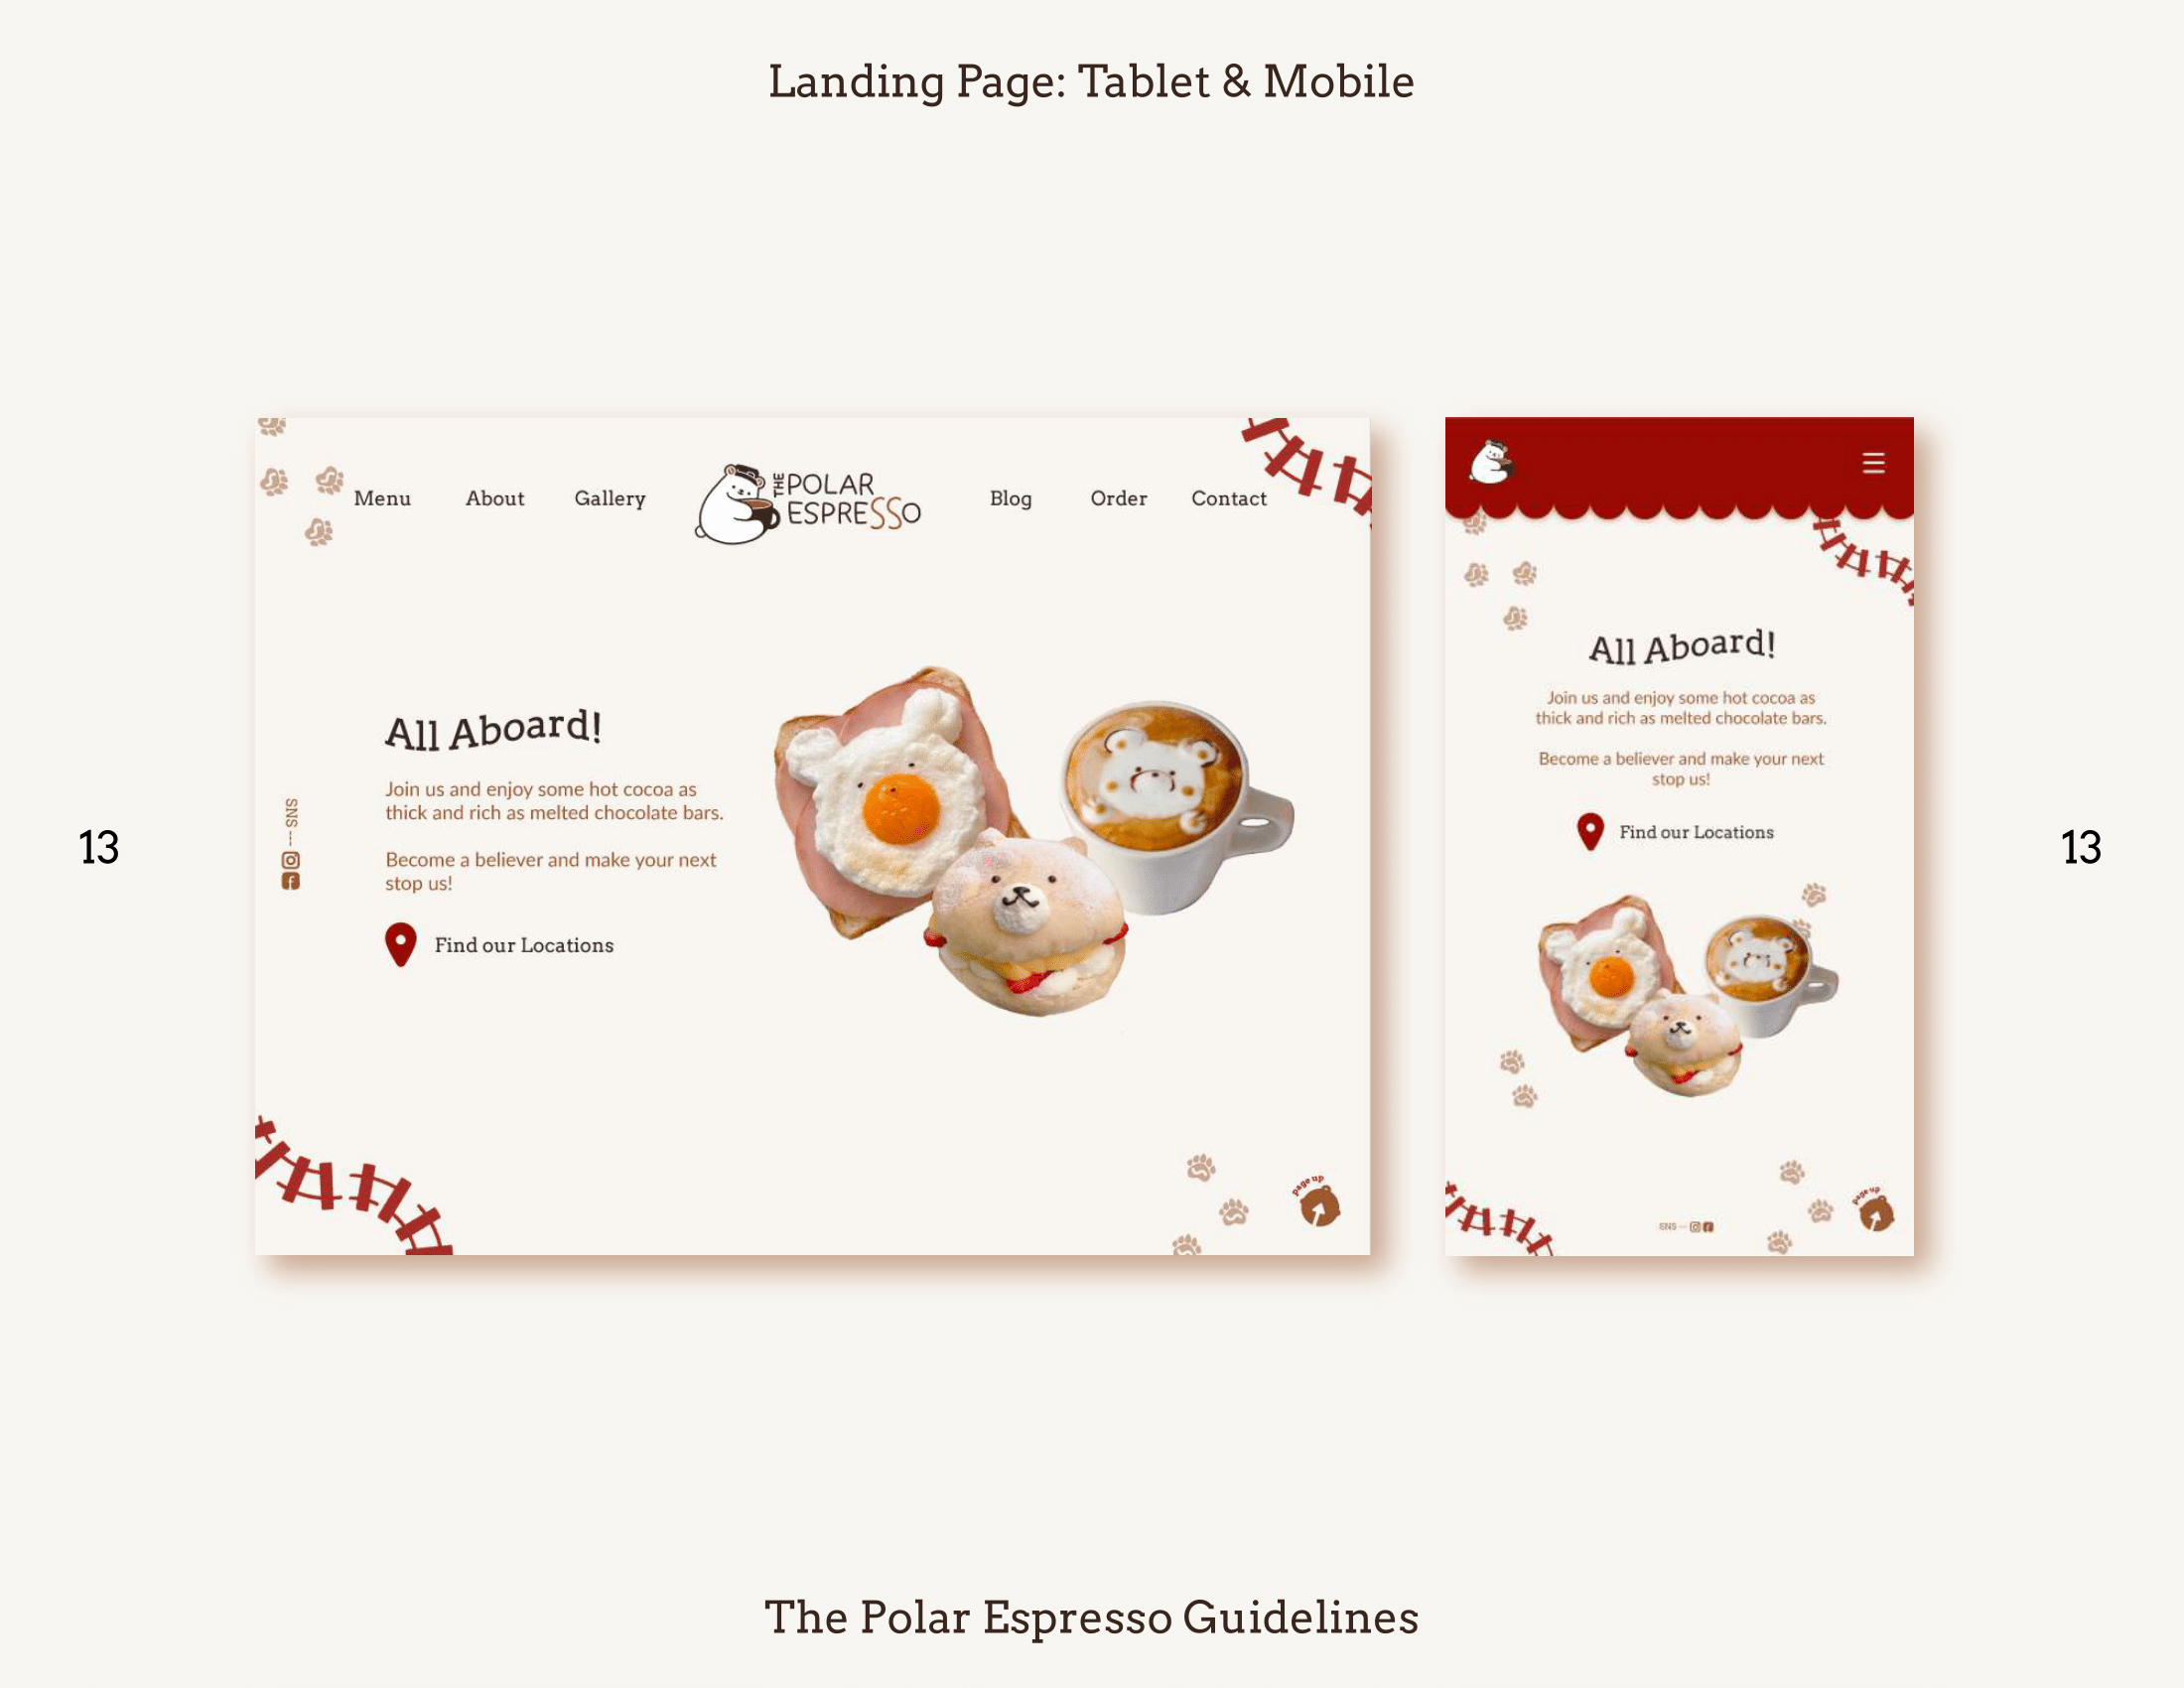 Landing Page: Tablet & Mobile
Menu
About
Gallery
THE POLAR
ESPRESSO
Blog
Order
Contact
All Aboard!
Join us and enjoy some hot cocoa as
thick and rich as melted chocolate bars.
Become a believer and make your next
stop us!
Find our Locations
SNS ---
page up
All Aboard!
Join us and enjoy some hot cocoa as
thick and rich as melted chocolate bars.
Become a believer and make your next
stop us!
Find our Locations
SNS ---
page up
13
13
The Polar Espresso Guidelines